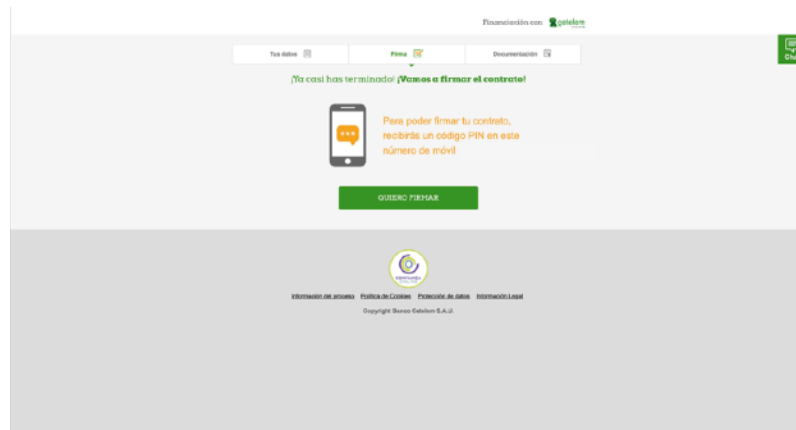 Financiación con cetelem
Tus datos
Firma
Documentación
¡Ya casi has terminado! ¡Vamos a firmar el contrato!
Para poder firmar tu contrato,
recibirás un código PIN en este
número de móvil
QUIERO FIRMAR
CONFIANZA
ONLINE
Información del proceso Política de Cookies Protección de datos Información Legal
Copyright Banco Cetelem S.A.U.